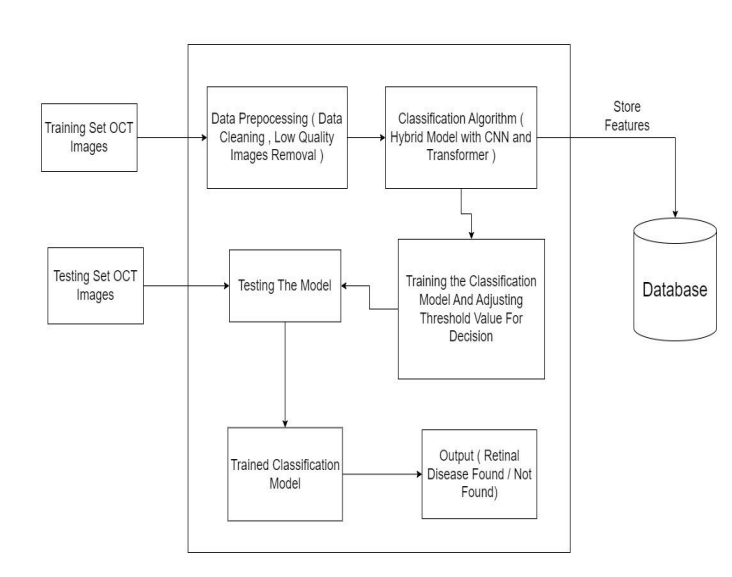 Training Set OCT
Images
Data Prepocessing ( Data
Cleaning , Low Quality
Images Removal )
Classification Algorithm (
Hybrid Model with CNN and
Transformer )
Store
Features
Database
Testing Set OCT
Images
Testing The Model
Training the Classification
Model And Adjusting
Threshold Value For
Decision
Trained Classification
Model
Output ( Retinal
Disease Found / Not
Found)